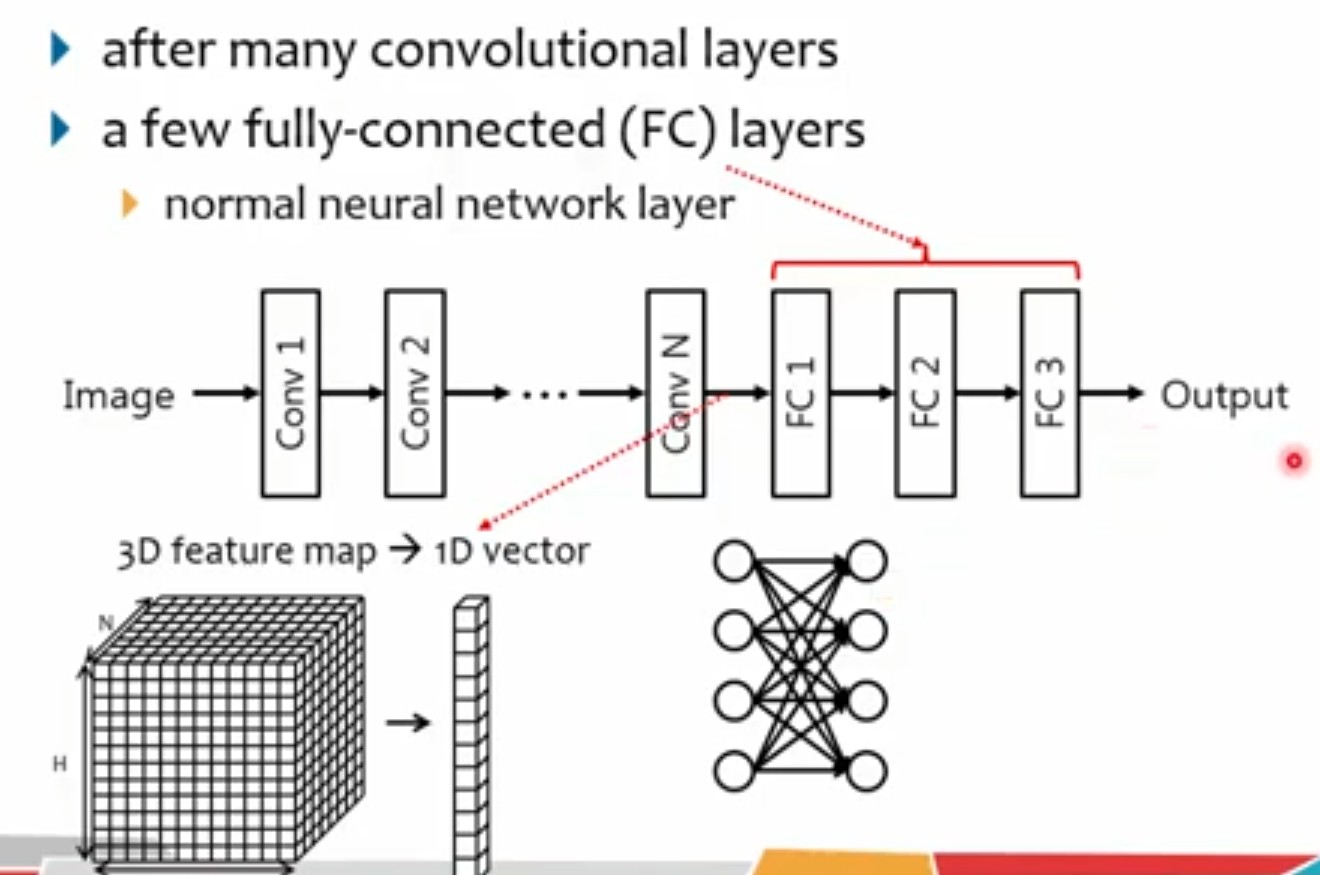 after many convolutional layers
a few fully-connected (FC) layers
normal neural network layer
Image
Conv 1
Conv 2
...
Conv N
FC 1
FC 2
FC 3
Output
3D feature map → 1D vector
N
H